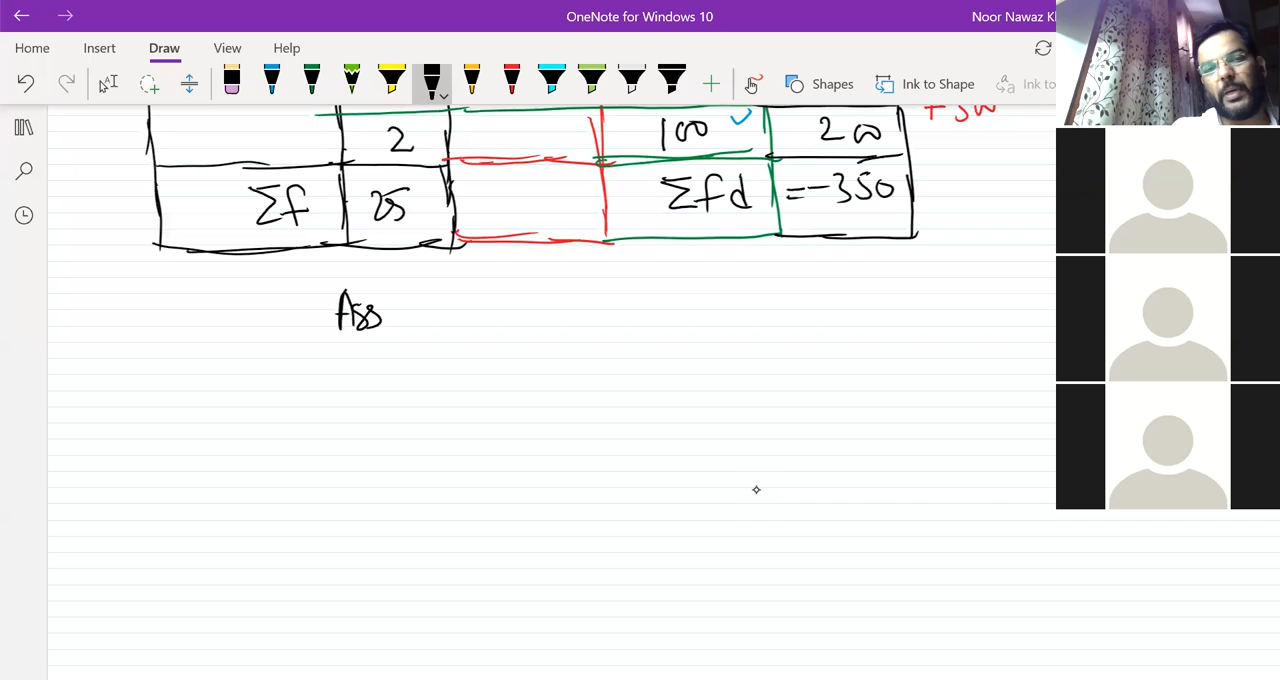 OneNote for Windows 10
Noor Nawaz K
Home Insert Draw View Help
Shapes Ink to Shape Ink to
2 100 200
Σf 25 Σfd =-350
Ass